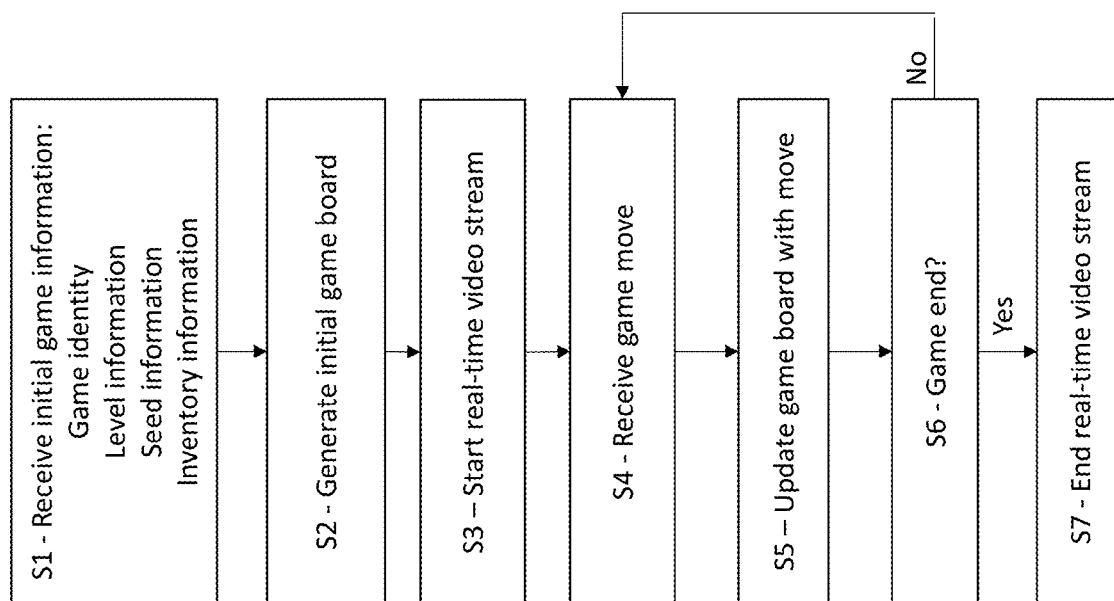 S1 - Receive initial game information:
Game identity
Level information
Seed information
Inventory information
S2 - Generate initial game board
S3 – Start real-time video stream
S4 - Receive game move
S5 – Update game board with move
S6 - Game end?
No
Yes
S7 - End real-time video stream